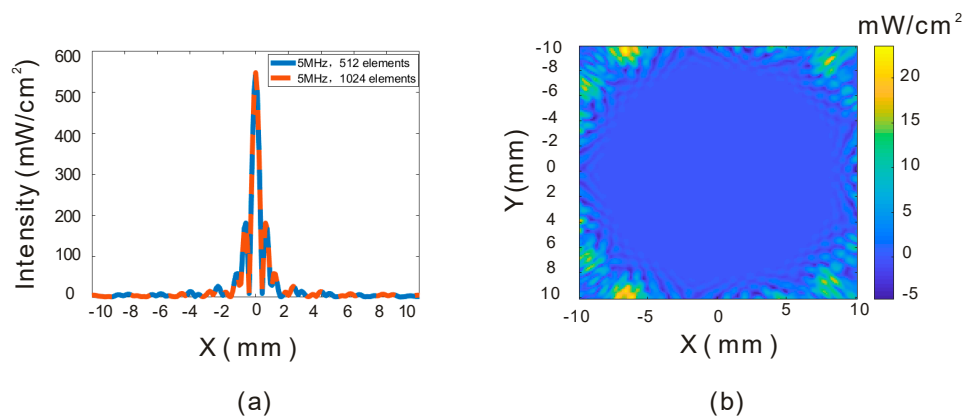 mW/cm²
600
500
400
300
200
100
0
Intensity (mW/cm²)
5MHz，512 elements
5MHz，1024 elements
-10 -8 -6 -4 -2 0 2 4 6 8 10
X ( mm )
(a)
-10
-8
-6
-4
-2
0
2
4
6
8
10
Y(mm)
-10 -5 0 5 10
X ( mm )
20
15
10
5
0
-5
(b)